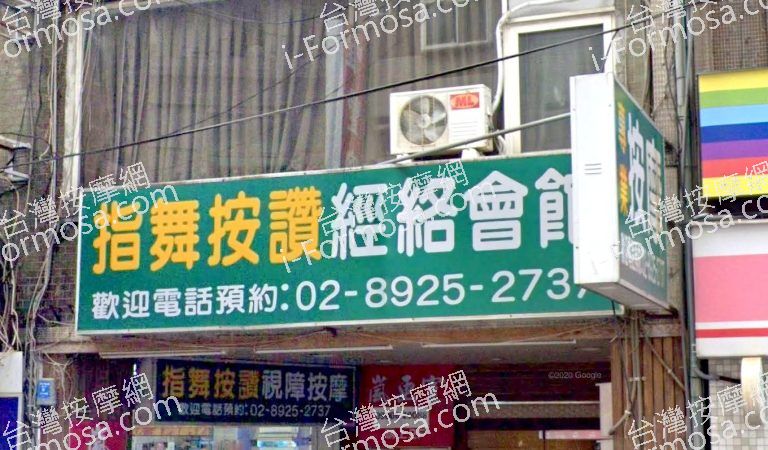 指舞按讚經絡會館
歡迎電話預約:02-8925-2737
按摩
ML
指舞按讚視障按摩
歡迎電話預約:02-8925-2737
©2020 Google
台灣按摩網
i-Formosa.com